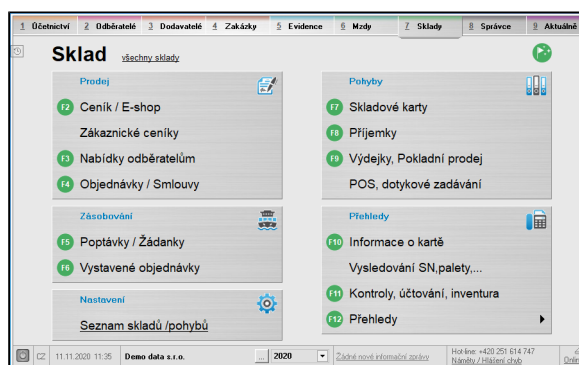 1 Účetnictví 2 Odběratelé 3 Dodavatelé 4 Zakázky 5 Evidence 6 Mzdy 7 Sklady 8 Správce 9 Aktuálně
Sklad všechny sklady
Prodej
F2 Ceník / E-shop
Zákaznické ceníky
F3 Nabídky odběratelům
F4 Objednávky / Smlouvy
Zásobování
F5 Poptávky / Žádanky
F6 Vystavené objednávky
Nastavení
Seznam skladů /pohybů
Pohyby
F7 Skladové karty
F8 Příjemky
F9 Výdejky, Pokladní prodej
POS, dotykové zadávání
Přehledy
F10 Informace o kartě
Vysledování SN,palety,...
F11 Kontroly, účtování, inventura
F12 Přehledy
CZ 11.11.2020 11:35 Demo data s.r.o. ... 2020 Žádné nové informační zprávy Hot-line: +420 251 614 747
Náměty / Hlášení chyb Onlin